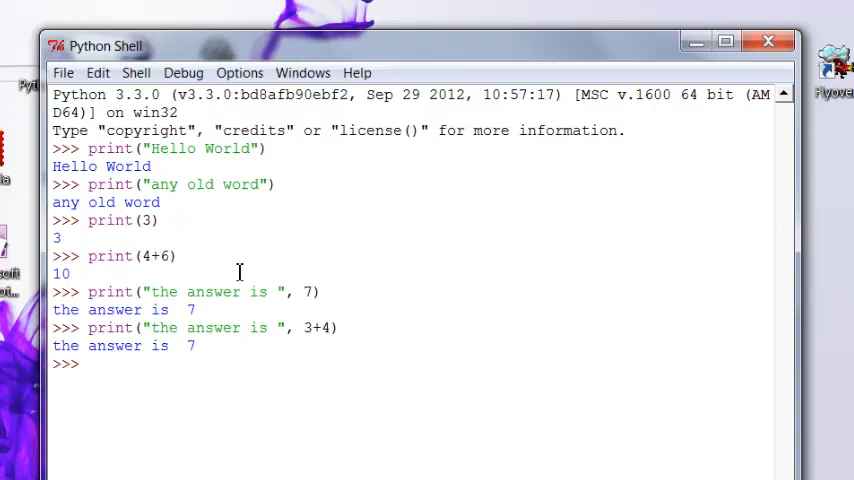 Python Shell
File Edit Shell Debug Options Windows Help
Python 3.3.0 (v3.3.0:bd8afb90ebf2, Sep 29 2012, 10:57:17) [MSC v.1600 64 bit (AM
D64)] on win32
Type "copyright", "credits" or "license()" for more information.
>>> print("Hello World")
Hello World
>>> print("any old word")
any old word
>>> print(3)
3
>>> print(4+6)
10
>>> print("the answer is ", 7)
the answer is  7
>>> print("the answer is ", 3+4)
the answer is  7
>>>